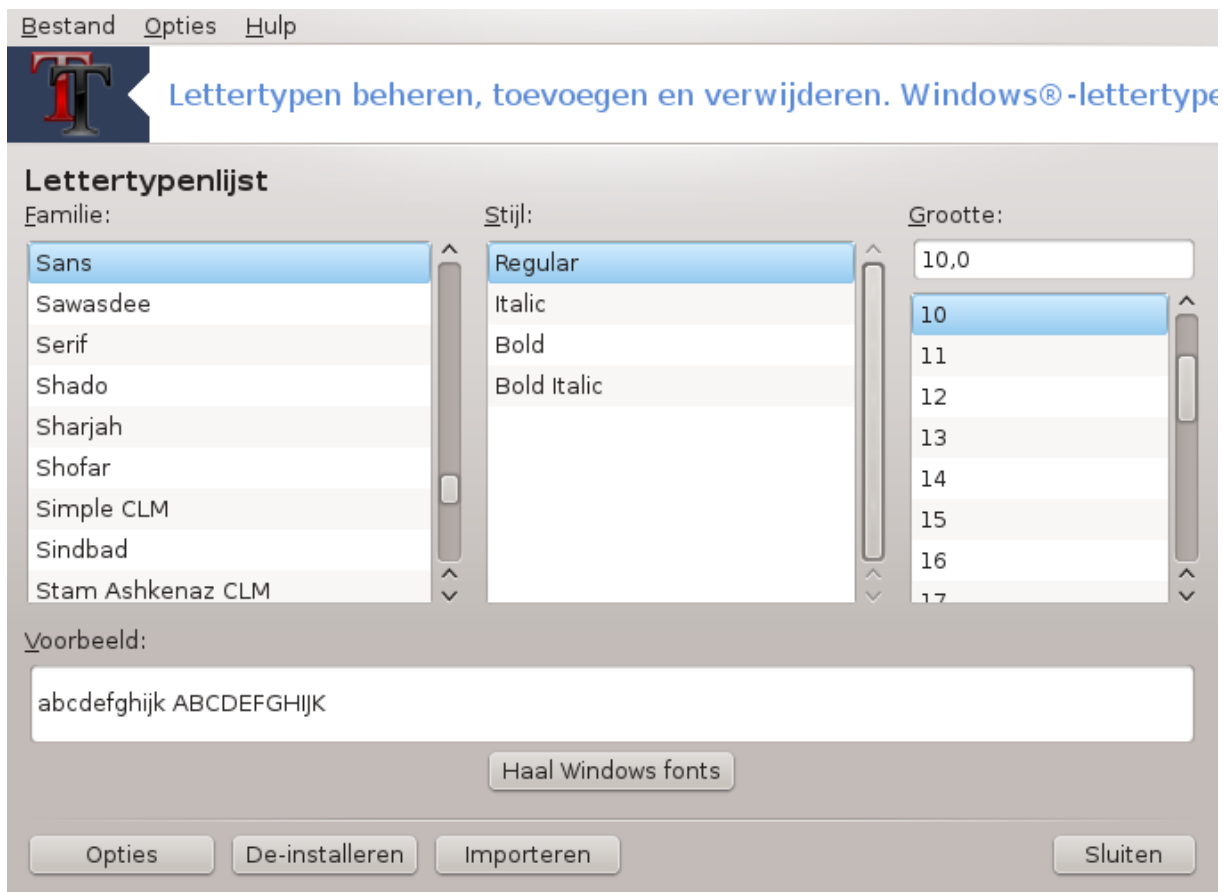 Bestand Opties Hulp
Lettertypen beheren, toevoegen en verwijderen. Windows®-lettertype
Lettertypenlijst
Familie: Stijl: Grootte:
10,0
Sans Regular 10
Sawasdee Italic 11
Serif Bold 12
Shado Bold Italic 13
Sharjah 14
Shofar 15
Simple CLM 16
Sindbad 17
Stam Ashkenaz CLM
Voorbeeld:
abcdefghijk ABCDEFGHIJK
Haal Windows fonts
Opties De-installeren Importeren Sluiten